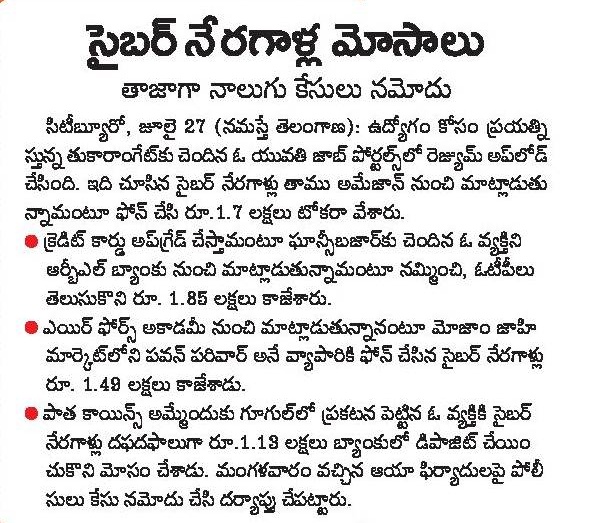 సైబర్ నేరగాళ్ల మోసాలు
తాజాగా నాలుగు కేసులు నమోదు
సిటీబ్యూరో, జూలై 27 (నమస్తే తెలంగాణ): ఉద్యోగం కోసం ప్రయత్ని
స్తున్న తుకారాంగేట్‌కు చెందిన ఓ యువతి జాబ్ పోర్టల్స్‌లో రెజ్యుమ్ అప్‌లోడ్
చేసింది. ఇది చూసిన సైబర్ నేరగాళ్లు తాము అమేజాన్ నుంచి మాట్లాడుతు
న్నామంటూ ఫోన్ చేసి రూ.1.7 లక్షలు టోకరా వేశారు.
● క్రెడిట్ కార్డు అప్‌గ్రేడ్ చేస్తామంటూ ఘాన్సీబజార్‌కు చెందిన ఓ వ్యక్తిని
ఆర్బీఎల్ బ్యాంకు నుంచి మాట్లాడుతున్నామంటూ నమ్మించి, ఓటీపీలు
తెలుసుకొని రూ. 1.85 లక్షలు కాజేశారు.
● ఎయిర్ ఫోర్స్ అకాడమీ నుంచి మాట్లాడుతున్నానంటూ మోజాం జాహి
మార్కెట్‌లోని పవన్ పరివార్ అనే వ్యాపారికి ఫోన్ చేసిన సైబర్ నేరగాళ్లు
రూ. 1.49 లక్షలు కాజేశాడు.
● పాత కాయిన్స్ అమ్మేందుకు గూగుల్‌లో ప్రకటన పెట్టిన ఓ వ్యక్తికి సైబర్
నేరగాళ్లు దఫదఫాలుగా రూ.1.13 లక్షలు బ్యాంకులో డిపాజిట్ చేయిం
చుకొని మోసం చేశాడు. మంగళవారం వచ్చిన ఆయా ఫిర్యాదులపై పోలీ
సులు కేసు నమోదు చేసి దర్యాప్తు చేపట్టారు.